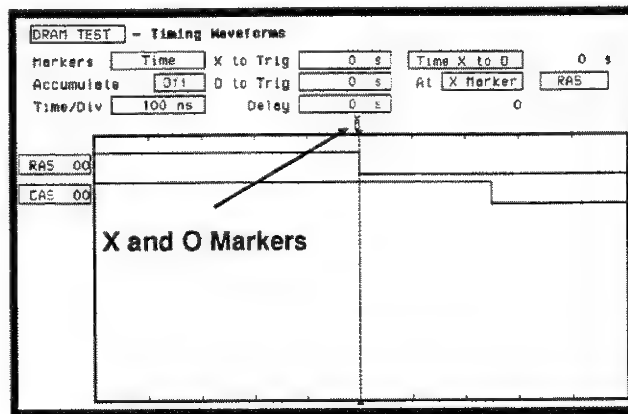 DRAM TEST - Timing Waveforms
Markers Time X to Trig 0 s Time X to O 0 s
Accumulate Off O to Trig 0 s At X Marker RAS
Time/Div 100 ns Delay 0 s 0
RAS 00
CAS 00
X and O Markers